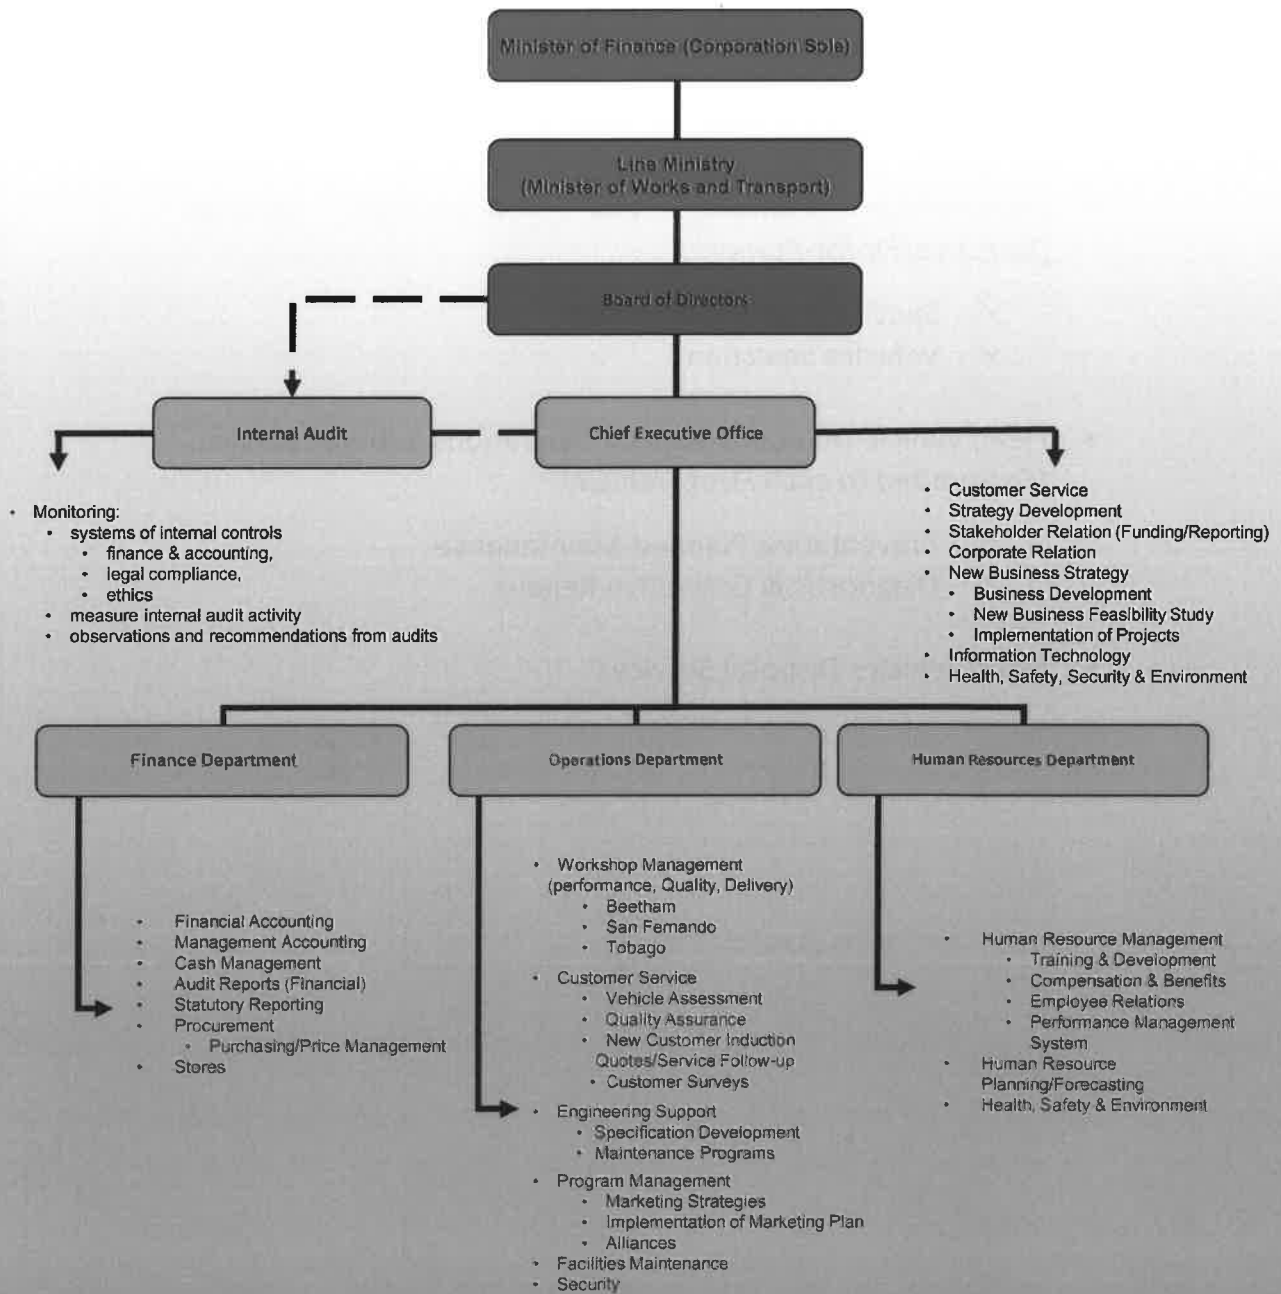 Minister of Finance (Corporation Sole)
Line Ministry
(Minister of Works and Transport)
Board of Directors
Internal Audit
Chief Executive Office
• Monitoring:
• systems of internal controls
• finance & accounting,
• legal compliance,
• ethics
• measure internal audit activity
• observations and recommendations from audits
• Customer Service
• Strategy Development
• Stakeholder Relation (Funding/Reporting)
• Corporate Relation
• New Business Strategy
• Business Development
• New Business Feasibility Study
• Implementation of Projects
• Information Technology
• Health, Safety, Security & Environment
Finance Department
Operations Department
Human Resources Department
• Financial Accounting
• Management Accounting
• Cash Management
• Audit Reports (Financial)
• Statutory Reporting
• Procurement
• Purchasing/Price Management
• Stores
• Workshop Management
(performance, Quality, Delivery)
• Beetham
• San Fernando
• Tobago
• Customer Service
• Vehicle Assessment
• Quality Assurance
• New Customer Induction
Quotes/Service Follow-up
• Customer Surveys
• Engineering Support
• Specification Development
• Maintenance Programs
• Program Management
• Marketing Strategies
• Implementation of Marketing Plan
• Alliances
• Facilities Maintenance
• Security
• Human Resource Management
• Training & Development
• Compensation & Benefits
• Employee Relations
• Performance Management
System
• Human Resource
Planning/Forecasting
• Health, Safety & Environment